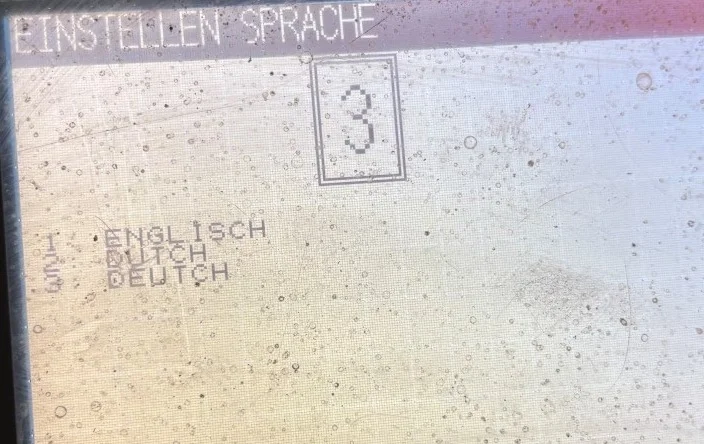 EINSTELLEN SPRACHE
3
1 ENGLISCH
2 DUTCH
3 DEUTCH